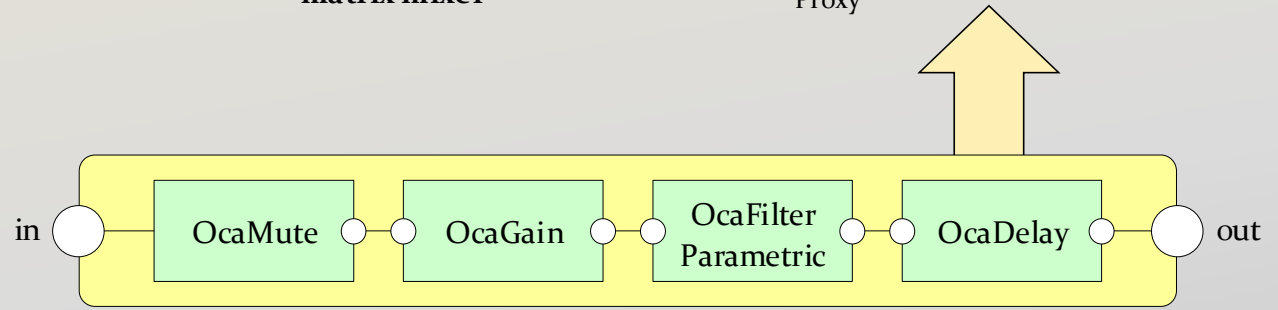 matrix mixer
Proxy
in
OcaMute
OcaGain
OcaFilter
Parametric
OcaDelay
out